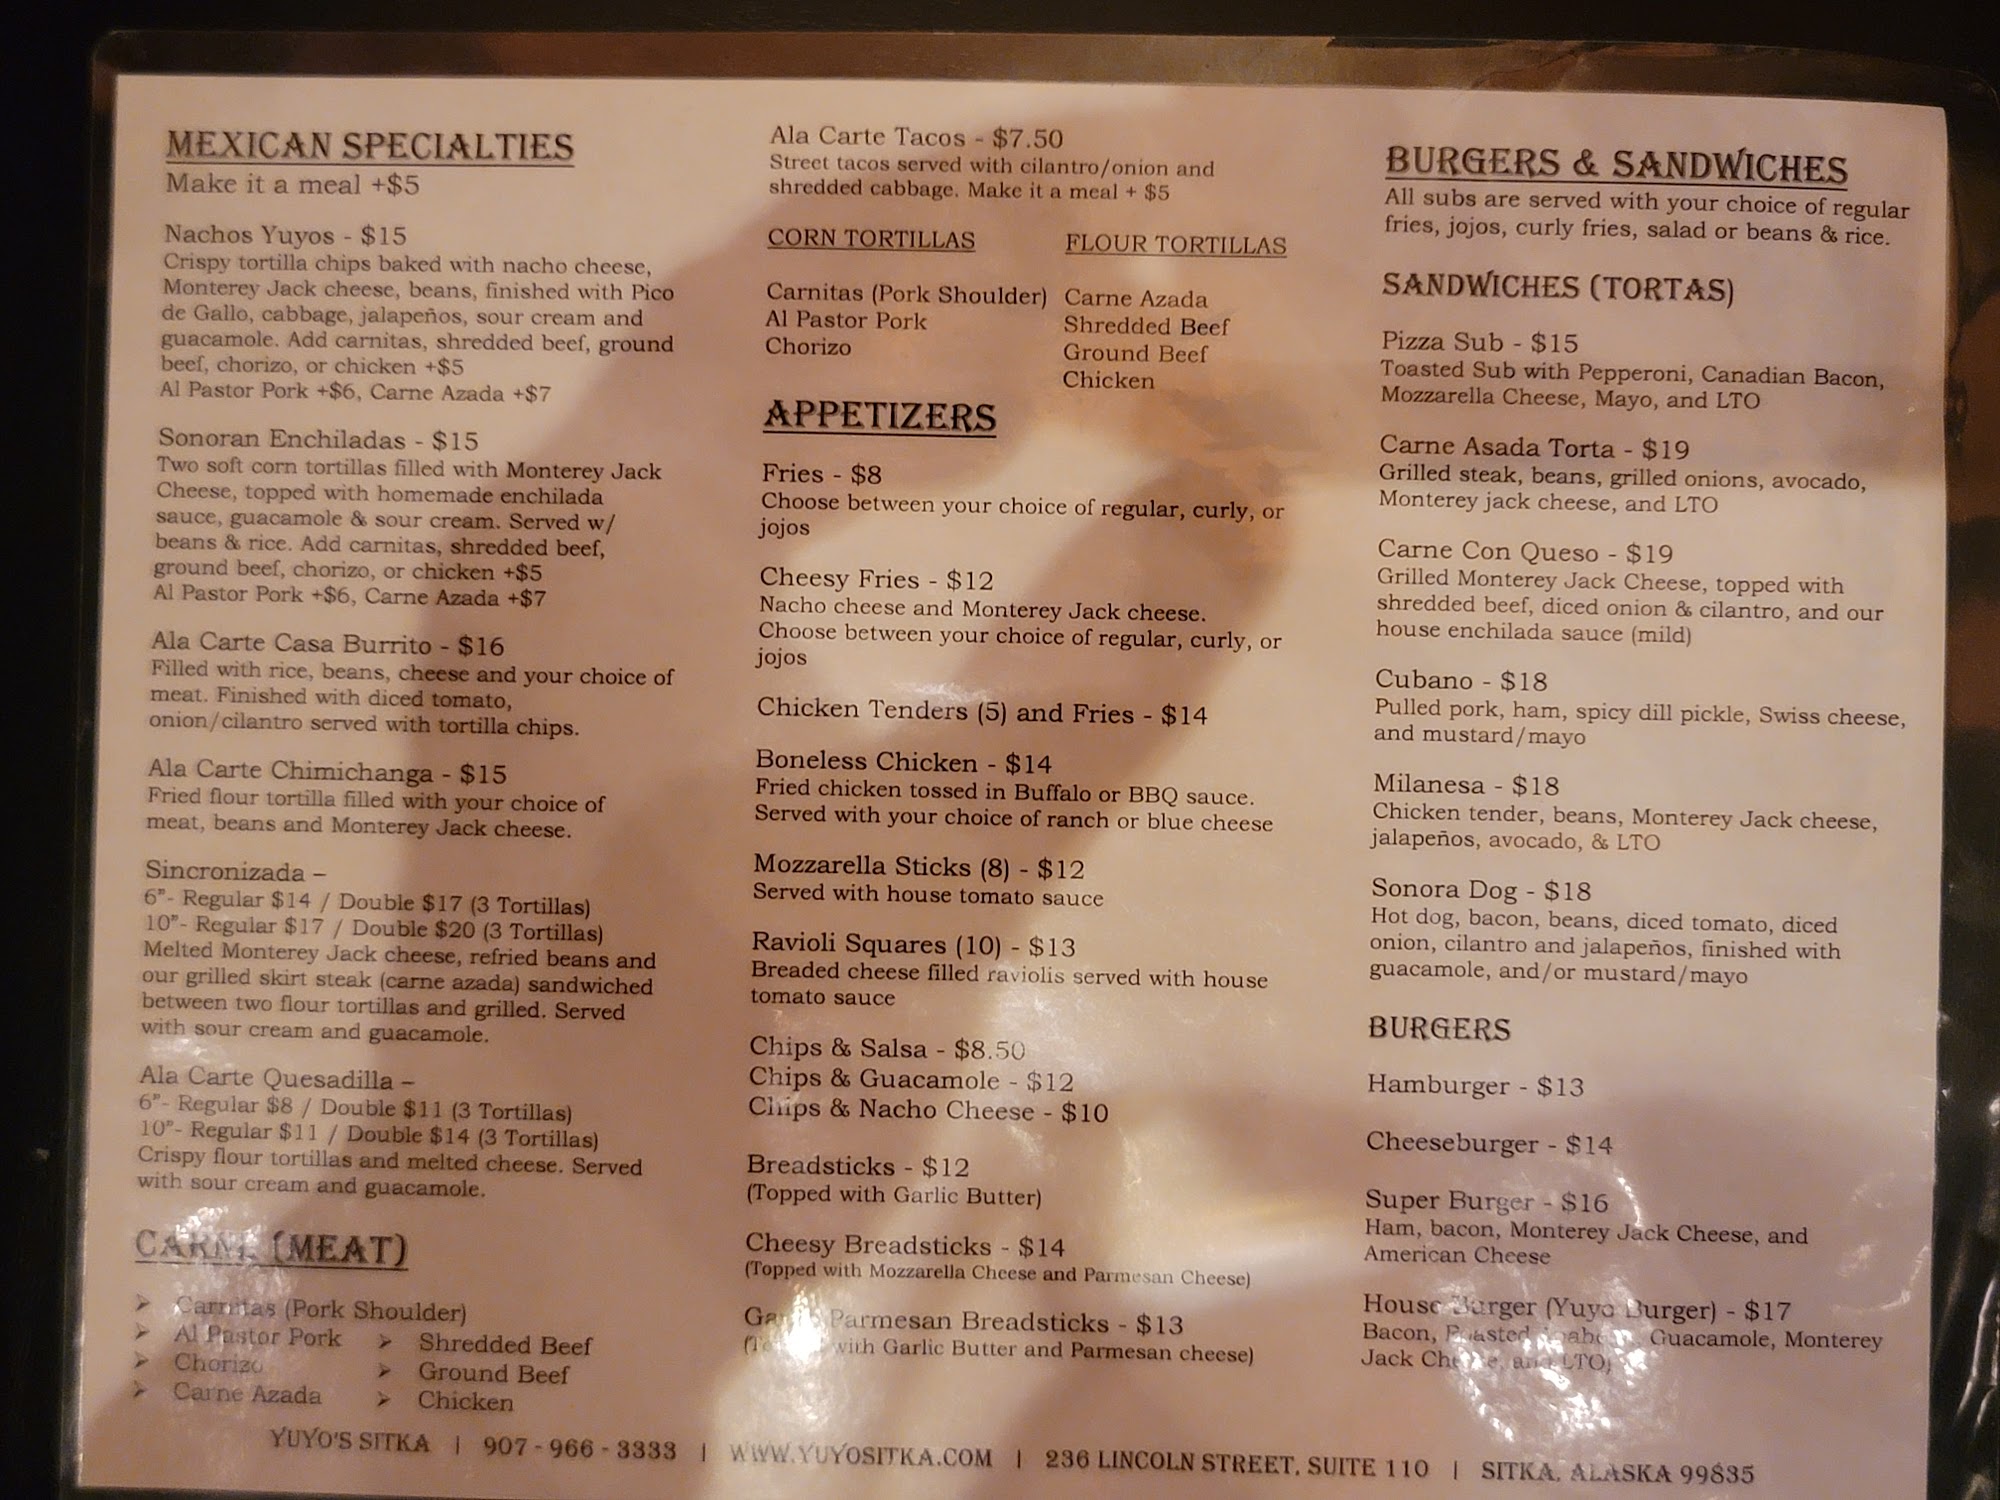 MEXICAN SPECIALTIES
Make it a meal +$5
Nachos Yuyos - $15
Crispy tortilla chips baked with nacho cheese,
Monterey Jack cheese, beans, finished with Pico
de Gallo, cabbage, jalapeños, sour cream and
guacamole. Add carnitas, shredded beef, ground
beef, chorizo, or chicken +$5
Al Pastor Pork +$6, Carne Azada +$7
Sonoran Enchiladas - $15
Two soft corn tortillas filled with Monterey Jack
Cheese, topped with homemade enchilada
sauce, guacamole & sour cream. Served w/
beans & rice. Add carnitas, shredded beef,
ground beef, chorizo, or chicken +$5
Al Pastor Pork +$6, Carne Azada +$7
Ala Carte Casa Burrito - $16
Filled with rice, beans, cheese and your choice of
meat. Finished with diced tomato,
onion/cilantro served with tortilla chips.
Ala Carte Chimichanga - $15
Fried flour tortilla filled with your choice of
meat, beans and Monterey Jack cheese.
Sincronizada –
6"- Regular $14 / Double $17 (3 Tortillas)
10"- Regular $17 / Double $20 (3 Tortillas)
Melted Monterey Jack cheese, refried beans and
our grilled skirt steak (carne azada) sandwiched
between two flour tortillas and grilled. Served
with sour cream and guacamole.
Ala Carte Quesadilla –
6"- Regular $8 / Double $11 (3 Tortillas)
10"- Regular $11 / Double $14 (3 Tortillas)
Crispy flour tortillas and melted cheese. Served
with sour cream and guacamole.
CARNE (MEAT)
➤ Carnitas (Pork Shoulder)
➤ Al Pastor Pork ➤ Shredded Beef
➤ Chorizo ➤ Ground Beef
➤ Carne Azada ➤ Chicken
Ala Carte Tacos - $7.50
Street tacos served with cilantro/onion and
shredded cabbage. Make it a meal + $5
CORN TORTILLAS FLOUR TORTILLAS
Carnitas (Pork Shoulder) Carne Azada
Al Pastor Pork Shredded Beef
Chorizo Ground Beef
Chicken
APPETIZERS
Fries - $8
Choose between your choice of regular, curly, or
jojos
Cheesy Fries - $12
Nacho cheese and Monterey Jack cheese.
Choose between your choice of regular, curly, or
jojos
Chicken Tenders (5) and Fries - $14
Boneless Chicken - $14
Fried chicken tossed in Buffalo or BBQ sauce.
Served with your choice of ranch or blue cheese
Mozzarella Sticks (8) - $12
Served with house tomato sauce
Ravioli Squares (10) - $13
Breaded cheese filled raviolis served with house
tomato sauce
Chips & Salsa - $8.50
Chips & Guacamole - $12
Chips & Nacho Cheese - $10
Breadsticks - $12
(Topped with Garlic Butter)
Cheesy Breadsticks - $14
(Topped with Mozzarella Cheese and Parmesan Cheese)
Garlic Parmesan Breadsticks - $13
with Garlic Butter and Parmesan cheese)
BURGERS & SANDWICHES
All subs are served with your choice of regular
fries, jojos, curly fries, salad or beans & rice.
SANDWICHES (TORTAS)
Pizza Sub - $15
Toasted Sub with Pepperoni, Canadian Bacon,
Mozzarella Cheese, Mayo, and LTO
Carne Asada Torta - $19
Grilled steak, beans, grilled onions, avocado,
Monterey jack cheese, and LTO
Carne Con Queso - $19
Grilled Monterey Jack Cheese, topped with
shredded beef, diced onion & cilantro, and our
house enchilada sauce (mild)
Cubano - $18
Pulled pork, ham, spicy dill pickle, Swiss cheese,
and mustard/mayo
Milanesa - $18
Chicken tender, beans, Monterey Jack cheese,
jalapeños, avocado, & LTO
Sonora Dog - $18
Hot dog, bacon, beans, diced tomato, diced
onion, cilantro and jalapeños, finished with
guacamole, and/or mustard/mayo
BURGERS
Hamburger - $13
Cheeseburger - $14
Super Burger - $16
Ham, bacon, Monterey Jack Cheese, and
American Cheese
House Burger (Yuyo Burger) - $17
Bacon, Roasted Guacamole, Monterey
Jack Cheese, and LTO)
YUYO'S SITKA | 907-966-3333 | WWW.YUYOSITKA.COM | 236 LINCOLN STREET, SUITE 110 | SITKA, ALASKA 99835